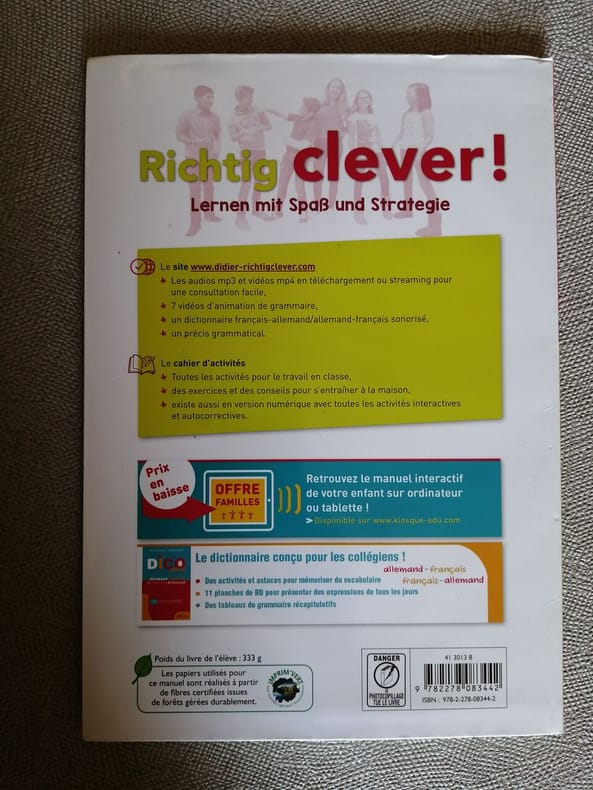 Richtig clever!
Lernen mit Spaß und Strategie
Le site www.didier-richtigclever.com
Les audios mp3 et vidéos mp4 en téléchargement ou streaming pour
une consultation facile,
7 vidéos d'animation de grammaire,
un dictionnaire français-allemand/allemand-français sonorisé,
un précis grammatical.
Le cahier d'activités
Toutes les activités pour le travail en classe,
des exercices et des conseils pour s'entraîner à la maison,
existe aussi en version numérique avec toutes les activités interactives
et autocorrectives.
Prix
en
baisse
OFFRE
FAMILLES
Retrouvez le manuel interactif
de votre enfant sur ordinateur
ou tablette !
> Disponible sur www.kiosque-edu.com
DiCO
Le dictionnaire conçu pour les collégiens !
allemand-français
français-allemand
Des activités et astuces pour mémoriser du vocabulaire
11 planches de BD pour présenter des expressions de tous les jours
Des tableaux de grammaire récapitulatifs
Poids du livre de l'élève : 333 g
Les papiers utilisés pour
ce manuel sont réalisés à partir
de fibres certifiées issues
de forêts gérées durablement.
IMPRIM'VERT
DANGER
LE
PHOTOCOPILLAGE
TUE LE LIVRE
41 3013 8
9 782278 083442
ISBN : 978-2-278-08344-2